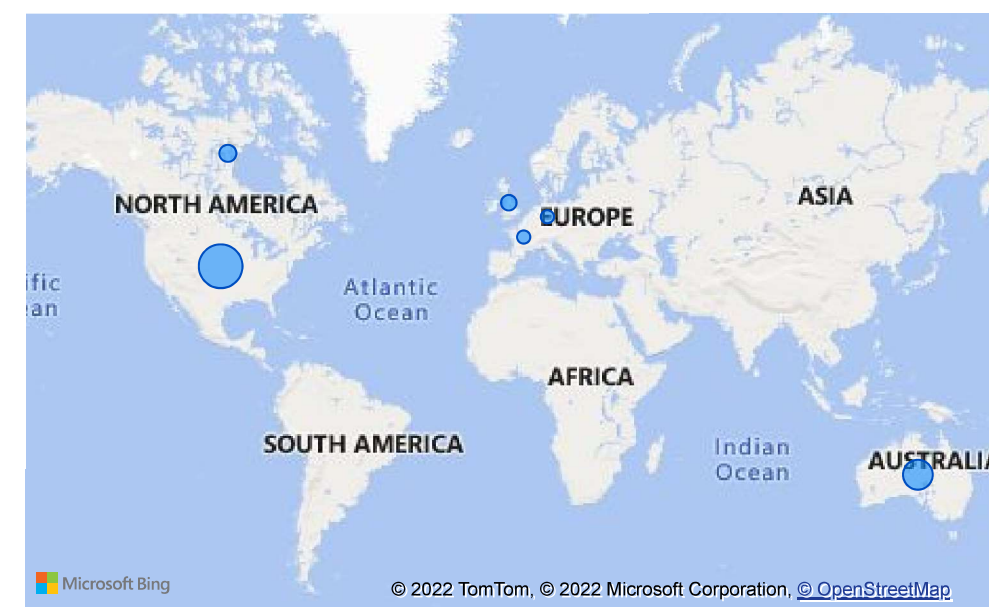 NORTH AMERICA
ASIA
EUROPE
ific
Atlantic
an
Ocean
AFRICA
SOUTH AMERICA
Indian
Ocean
AUSTRALIA
Microsoft Bing
© 2022 TomTom, © 2022 Microsoft Corporation, © OpenStreetMap